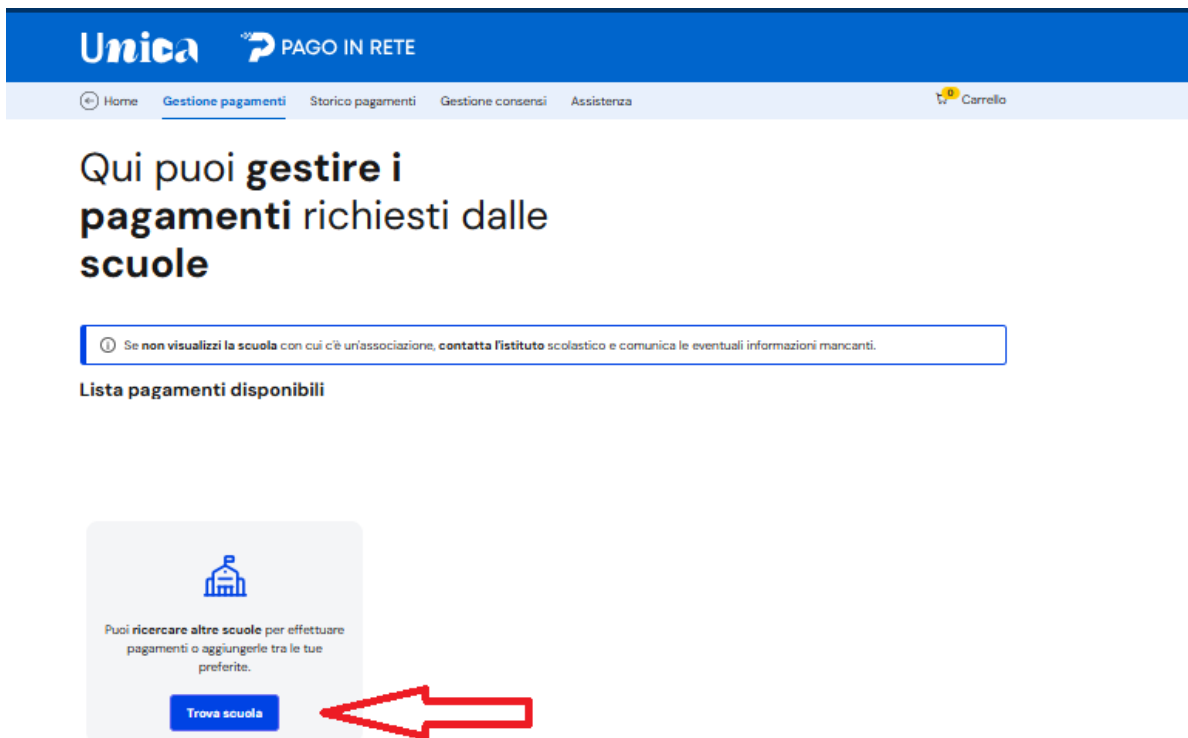 Unica PAGO IN RETE
Home Gestione pagamenti Storico pagamenti Gestione consensi Assistenza 0 Carrello
Qui puoi gestire i
pagamenti richiesti dalle
scuole
Se non visualizzi la scuola con cui c'è un'associazione, contatta l'istituto scolastico e comunica le eventuali informazioni mancanti.
Lista pagamenti disponibili
Puoi ricercare altre scuole per effettuare
pagamenti o aggiungerle tra le tue
preferite.
Trova scuola